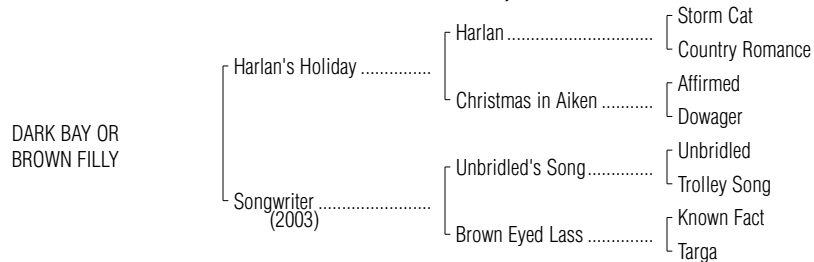 Storm Cat
Harlan ..............................
Country Romance
Harlan's Holiday ...............
Affirmed
Christmas in Aiken ...........
Dowager
DARK BAY OR
BROWN FILLY
Unbridled
Unbridled's Song..............
Trolley Song
Songwriter ........................
(2003)
Known Fact
Brown Eyed Lass ..............
Targa